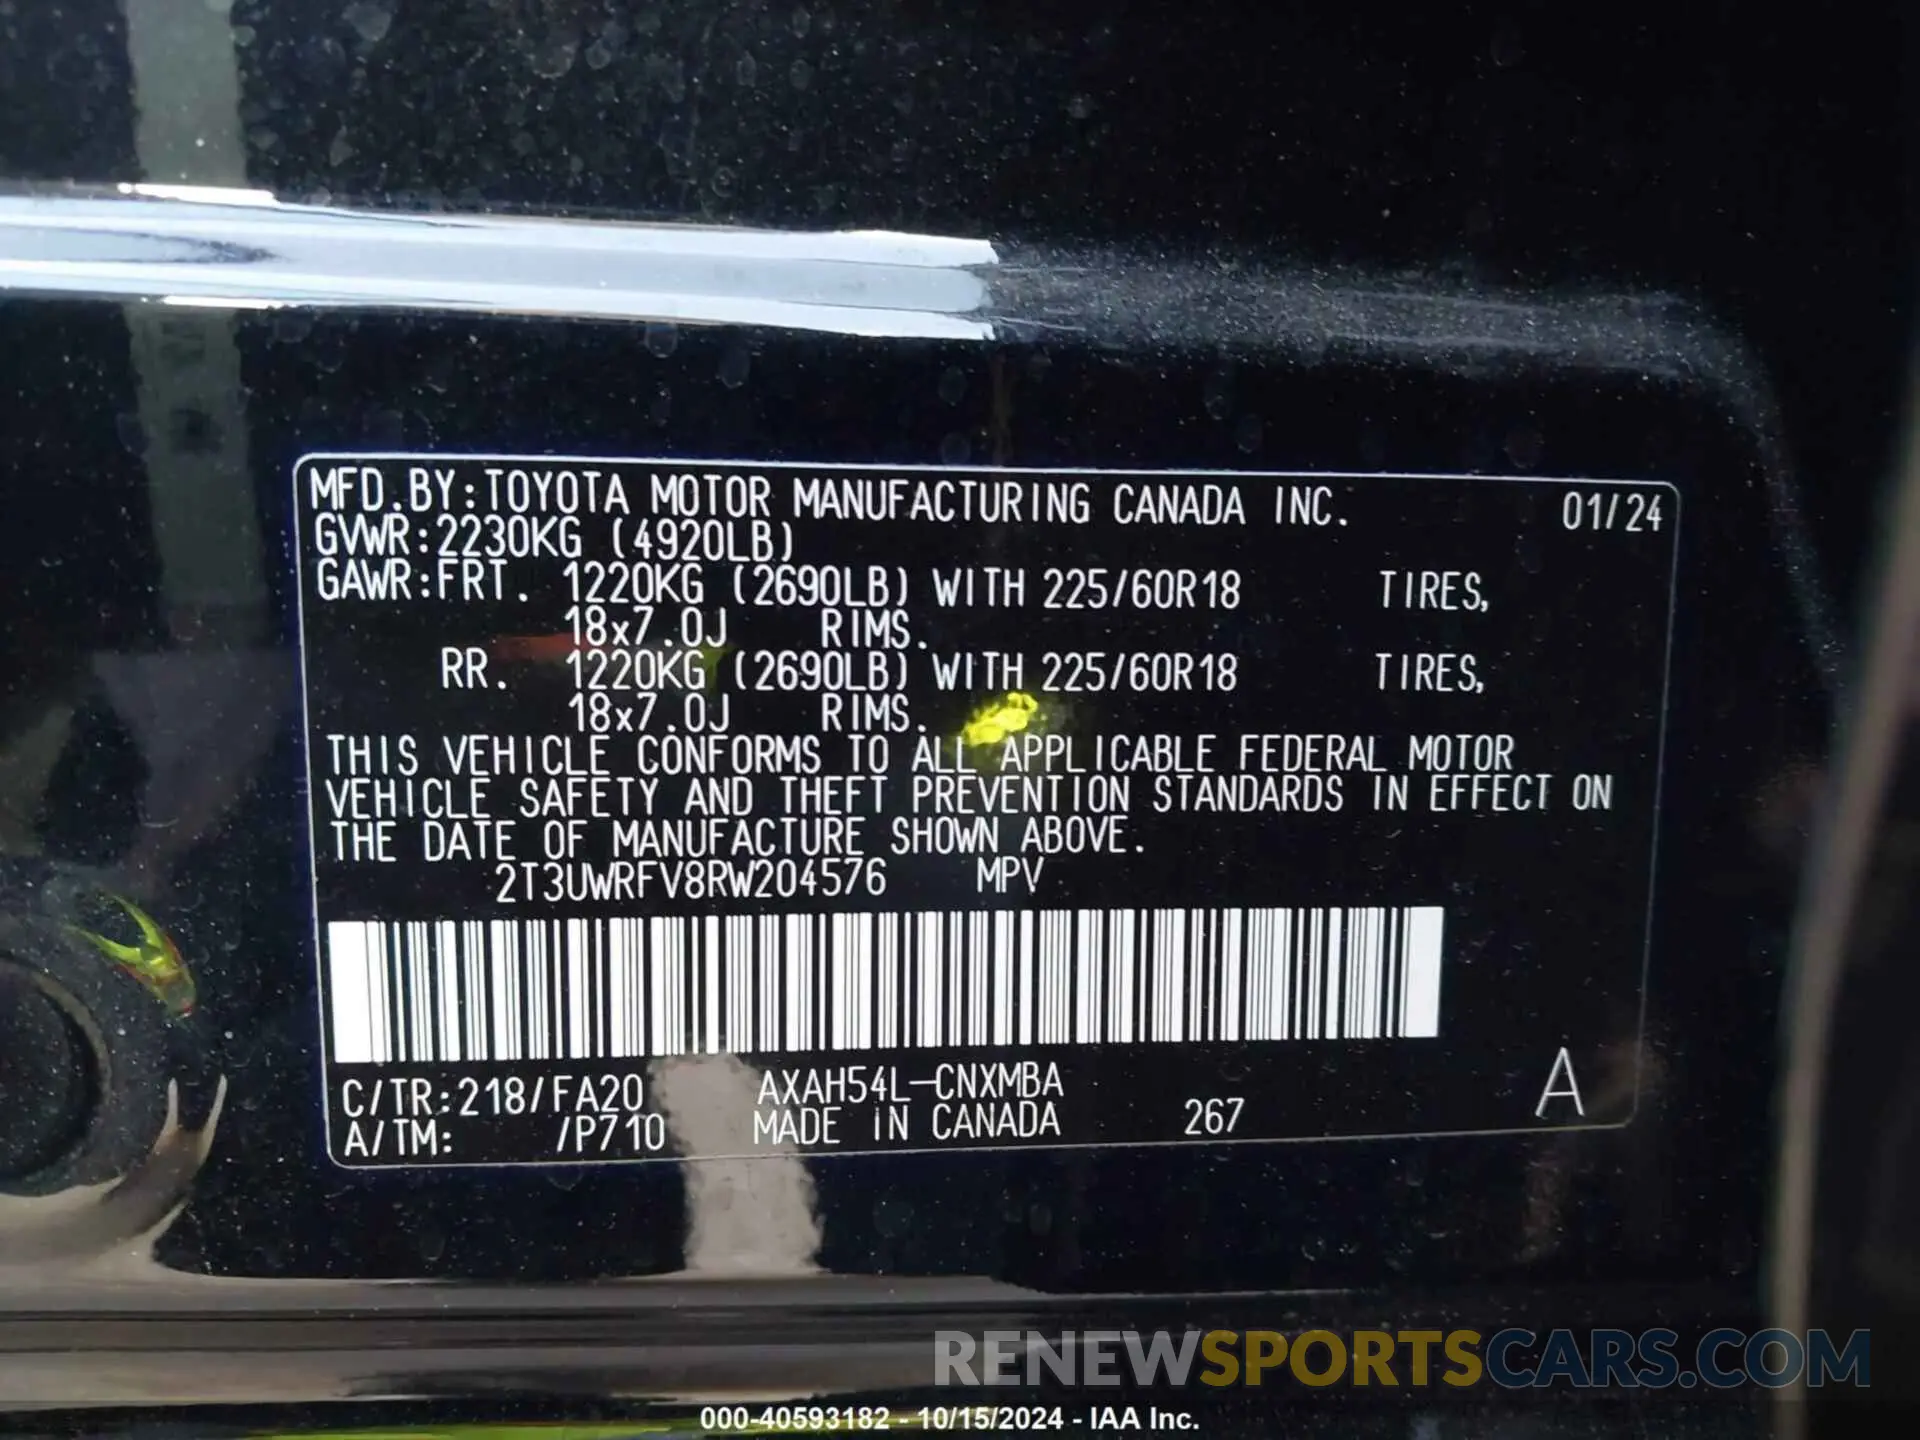 MFD.BY:TOYOTA MOTOR MANUFACTURING CANADA INC. 01/24
GVWR:2230KG (4920LB)
GAWR:FRT. 1220KG (2690LB) WITH 225/60R18 TIRES,
18x7.0J RIMS.
RR. 1220KG (2690LB) WITH 225/60R18 TIRES,
18x7.0J RIMS.
THIS VEHICLE CONFORMS TO ALL APPLICABLE FEDERAL MOTOR
VEHICLE SAFETY AND THEFT PREVENTION STANDARDS IN EFFECT ON
THE DATE OF MANUFACTURE SHOWN ABOVE.
2T3UWRFV8RW204576 MPV
C/TR:218/FA20 AXAH54L-CNXMBA
A/TM: /P710 MADE IN CANADA 267 A
RENEWSPORTSCARS.COM
000-40593182 - 10/15/2024 - IAA Inc.